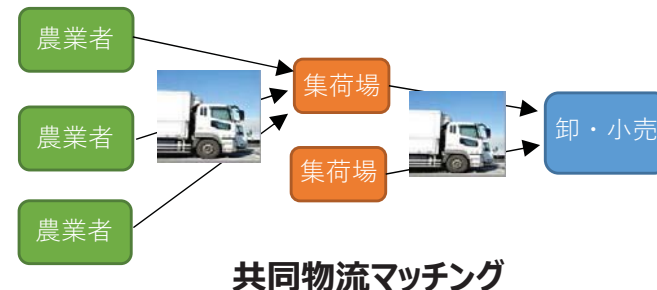 農業者
農業者
農業者
集荷場
集荷場
卸・小売
共同物流マッチング